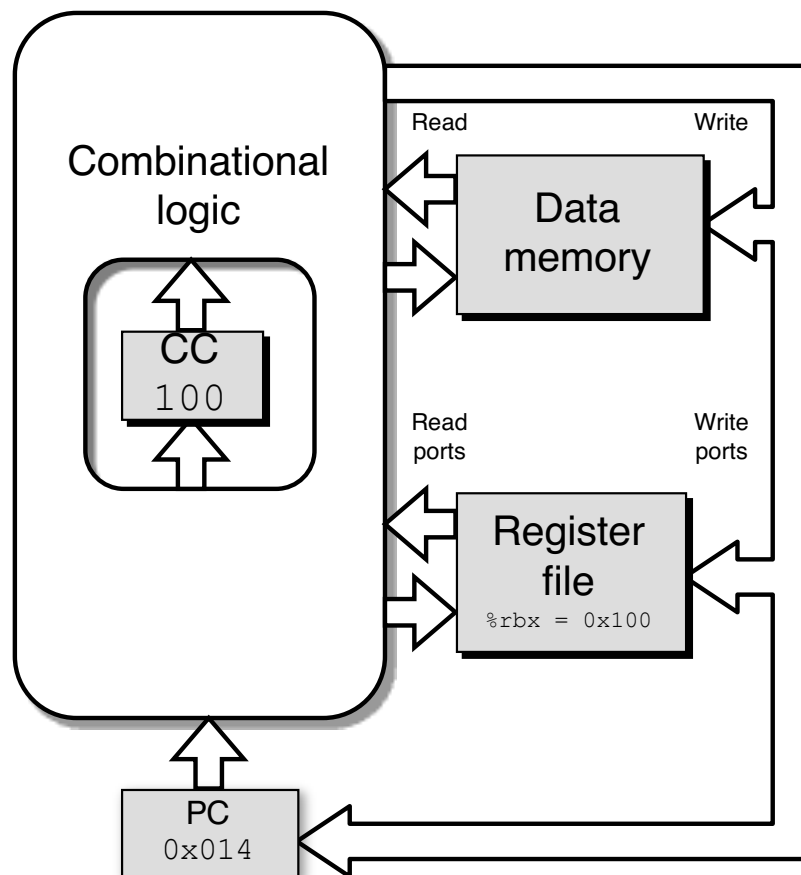 Combinational
logic
CC
100
Read
Write
Data
memory
Read
ports
Write
ports
Register
file
%rbx = 0x100
PC
0x014